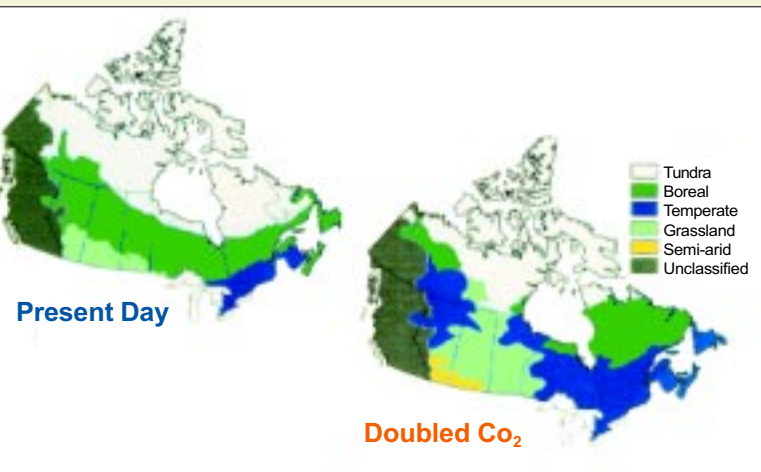 Tundra
Boreal
Temperate
Grassland
Semi-arid
Unclassified
Present Day
Doubled Co₂